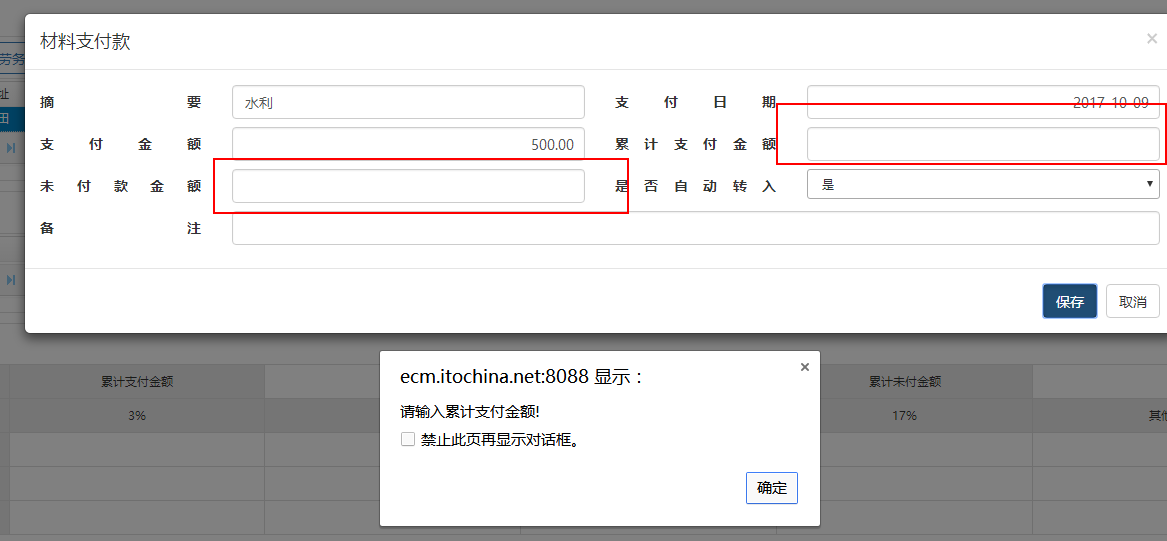 材料支付款 ×
劳务
址
田
摘要 水利 支付日期 2017-10-09
支付金额 500.00 累计支付金额
未付款金额 是否自动转入 是
备注
保存 取消
ecm.itochina.net:8088 显示： ×
请输入累计支付金额!
禁止此页再显示对话框。
确定
累计支付金额 累计未付金额
3% 17% 其他